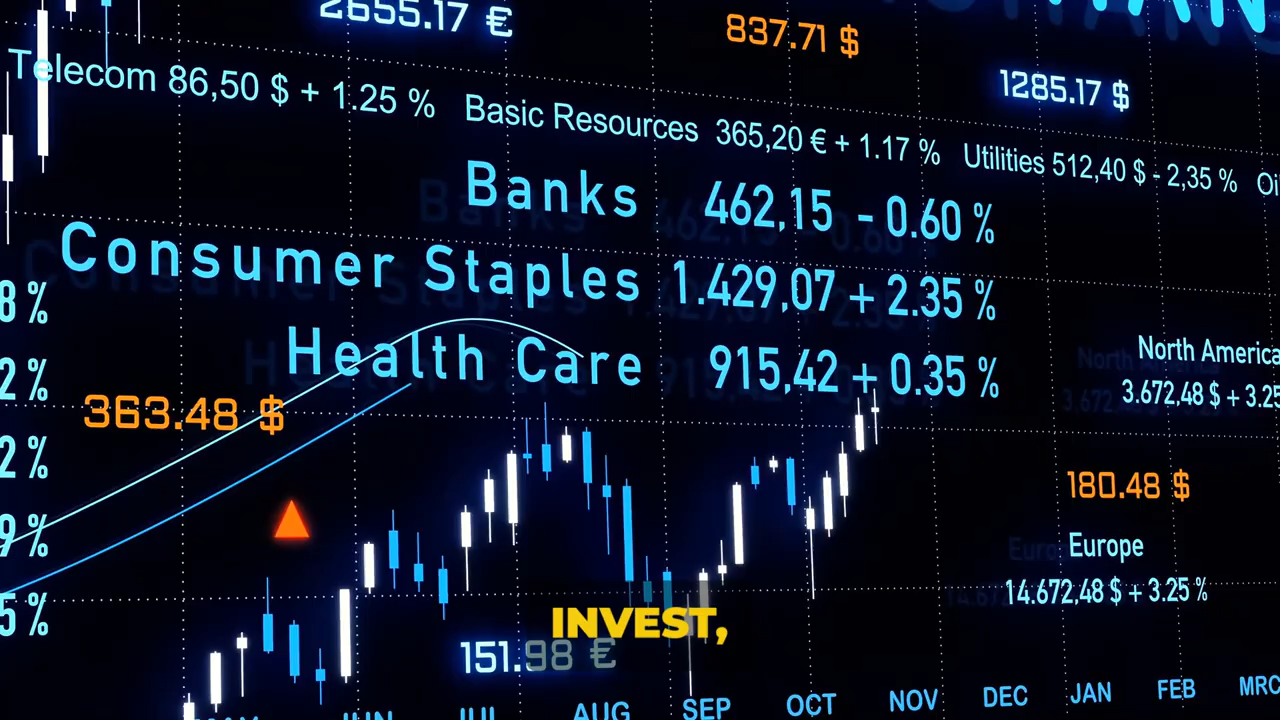 2655.17 €
837.71 $
1285.17 $
Telecom 86,50 $ + 1.25 % Basic Resources 365,20 € + 1.17 % Utilities 512,40 $ - 2,35 %
Banks 462,15 - 0.60 %
Consumer Staples 1.429,07 + 2.35 %
Health Care 915,42 + 0.35 %
8 %
2 %
2 %
9 %
5 %
363.48 $
North America
3.672,48 $ + 3.25
180.48 $
Europe
14.672,48 $ + 3.25 %
INVEST,
151.98 €
JUN JUL AUG SEP OCT NOV DEC JAN FEB MRC